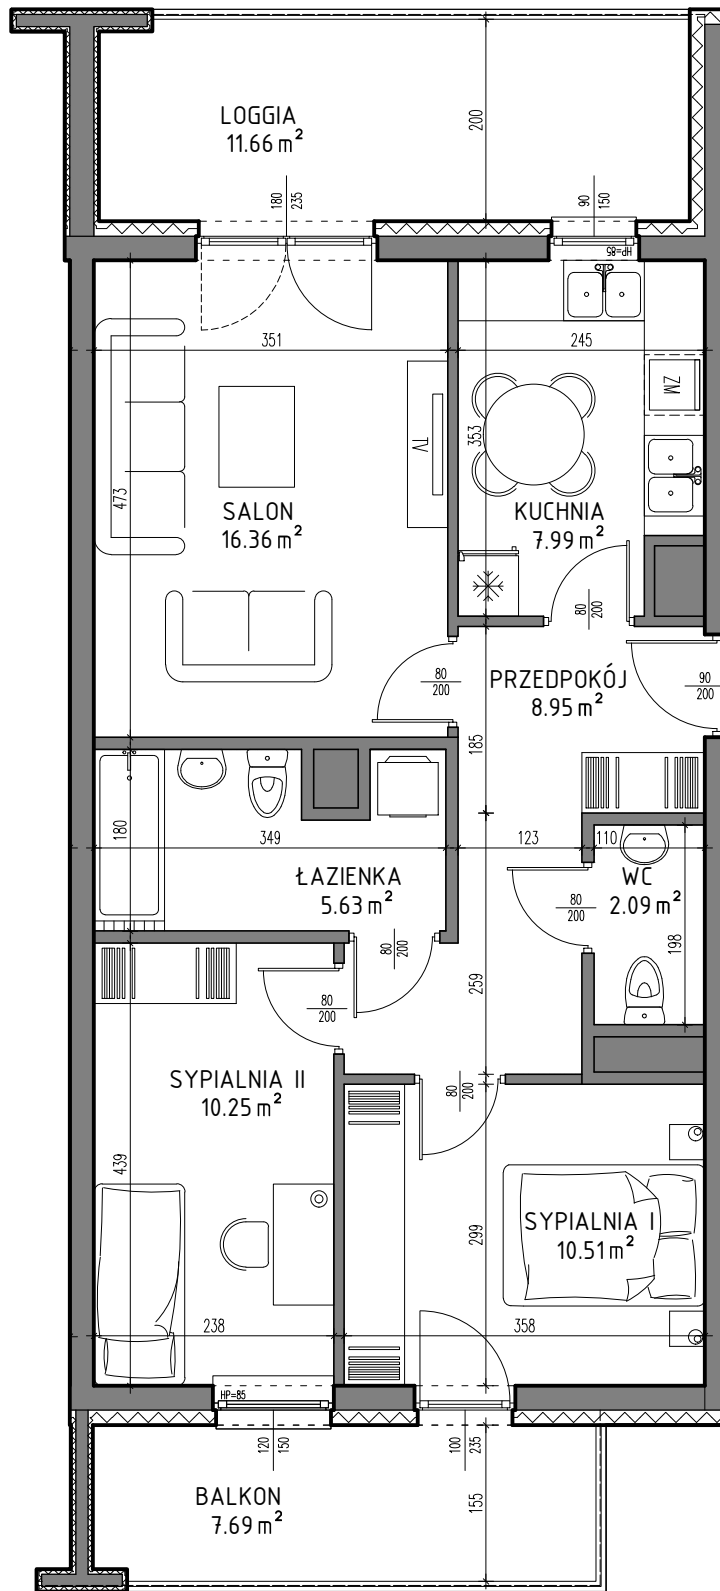 LOGGIA
11.66 m²
200
180
235
90
150
HP=85
351
245
ZM
TV
353
473
SALON
16.36 m²
KUCHNIA
7.99 m²
80
200
80
200
PRZEDPOKÓJ
8.95 m²
90
200
185
180
349
123
110
ŁAZIENKA
5.63 m²
WC
2.09 m²
80
200
80
200
198
259
80
200
SYPIALNIA II
10.25 m²
80
200
439
299
SYPIALNIA I
10.51 m²
238
358
HP=85
120
150
100
235
BALKON
7.69 m²
155